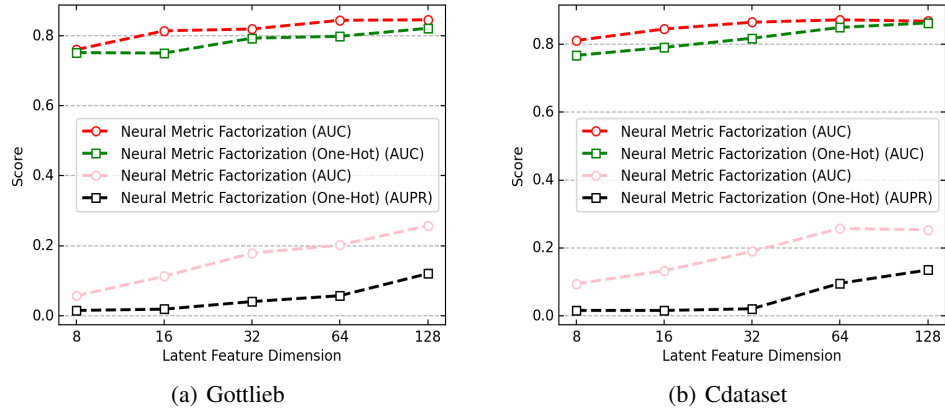 0.8
0.6
0.4
0.2
0.0
Score
Neural Metric Factorization (AUC)
Neural Metric Factorization (One-Hot) (AUC)
Neural Metric Factorization (AUC)
Neural Metric Factorization (One-Hot) (AUPR)
8 16 32 64 128
Latent Feature Dimension
(a) Gottlieb
0.8
0.6
0.4
0.2
0.0
Score
Neural Metric Factorization (AUC)
Neural Metric Factorization (One-Hot) (AUC)
Neural Metric Factorization (AUC)
Neural Metric Factorization (One-Hot) (AUPR)
8 16 32 64 128
Latent Feature Dimension
(b) Cdataset